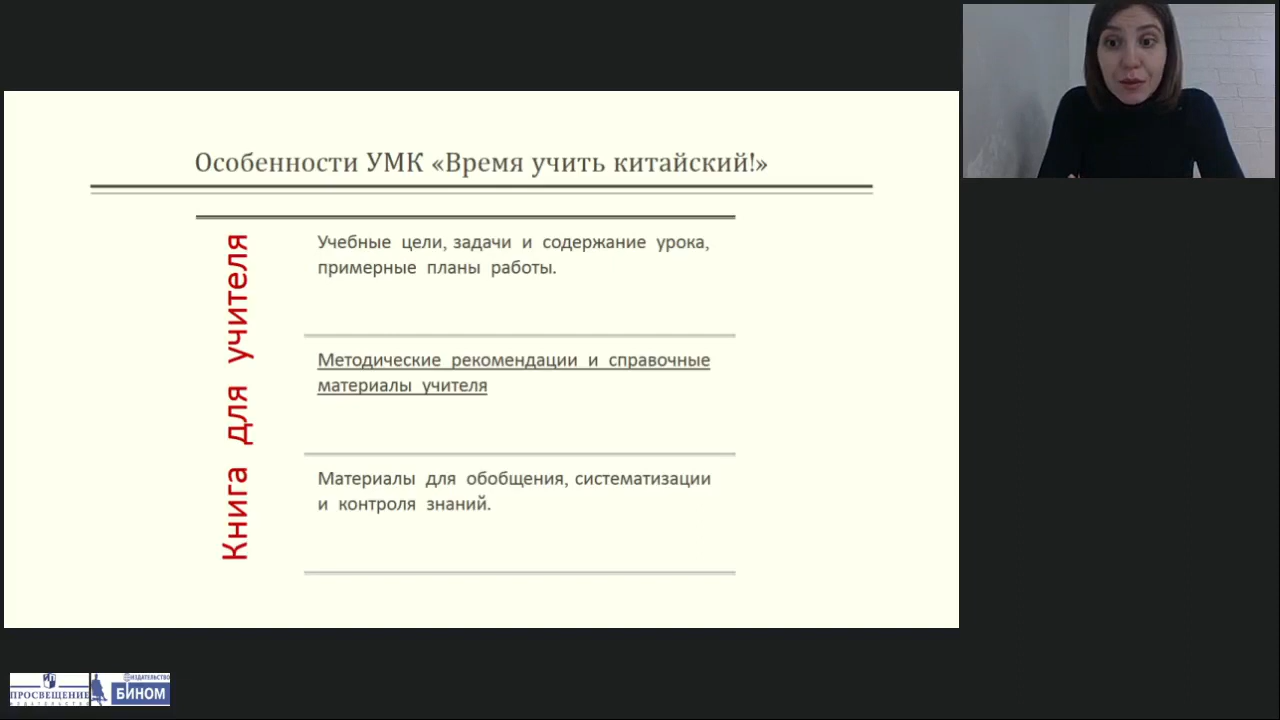 Особенности УМК «Время учить китайский!»
Книга для учителя
Учебные цели, задачи и содержание урока,
примерные планы работы.
Методические рекомендации и справочные
материалы учителя
Материалы для обобщения, систематизации
и контроля знаний.
ПРОСВЕЩЕНИЕ
ИЗДАТЕЛЬСТВО
ИЗДАТЕЛЬСТВО
БИНОМ